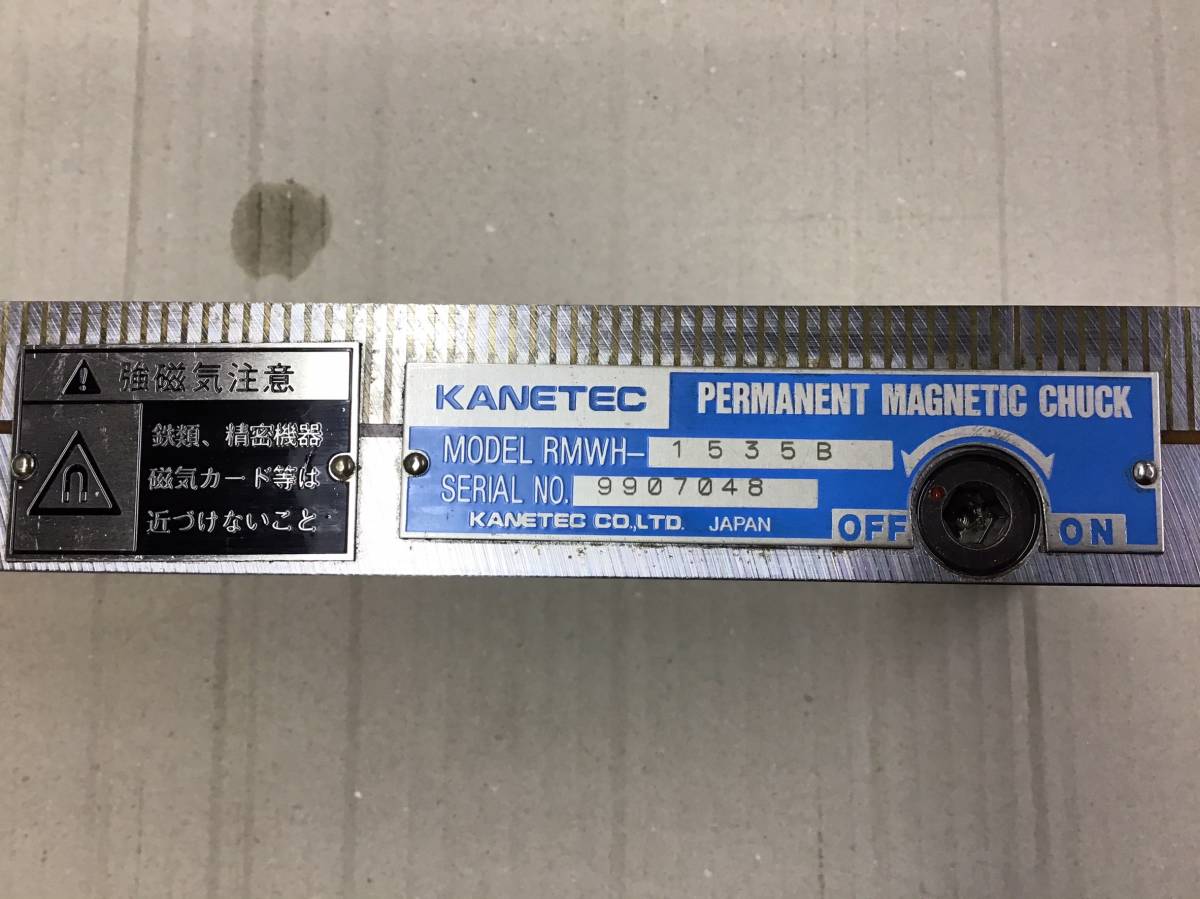 強磁気注意
鉄類、精密機器
磁気カード等は
近づけないこと
KANETEC PERMANENT MAGNETIC CHUCK
MODEL RMWH- 1535B
SERIAL NO. 9907048
KANETEC CO.,LTD. JAPAN
OFF ON